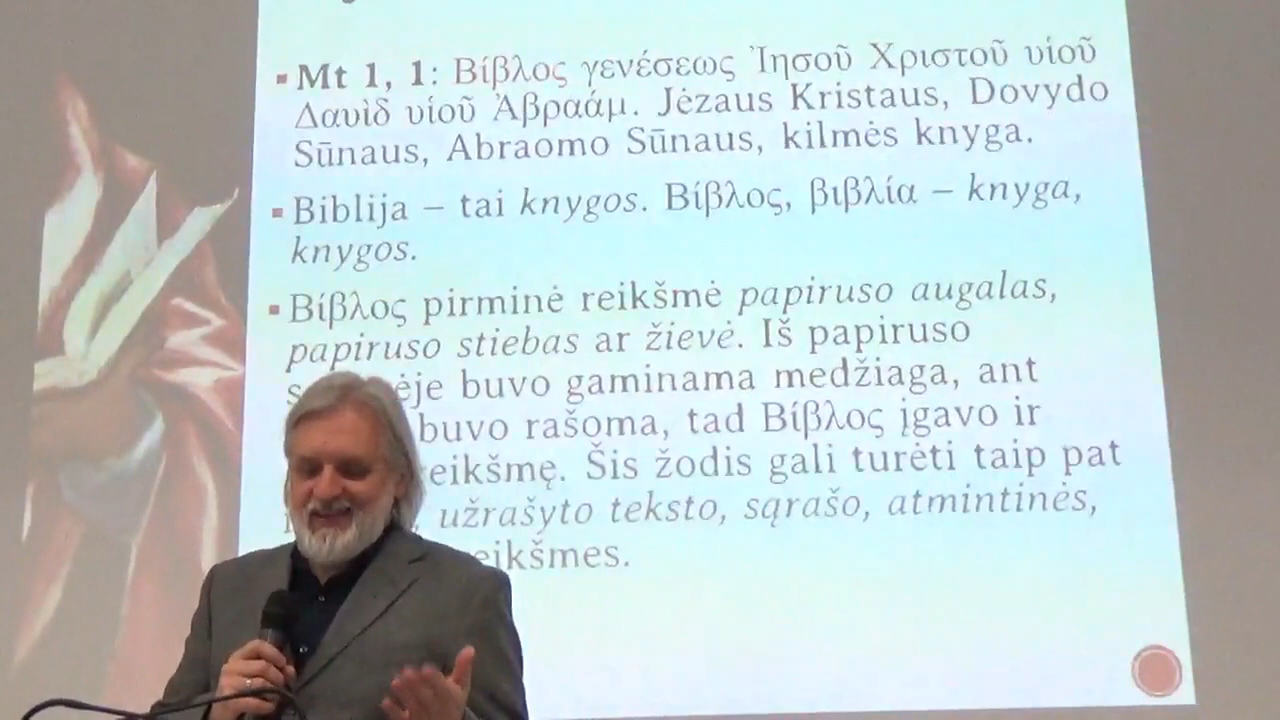 ▪ Mt 1, 1: Βίβλος γενέσεως Ἰησοῦ Χριστοῦ υἱοῦ
Δαυὶδ υἱοῦ Ἀβραάμ. Jėzaus Kristaus, Dovydo
Sūnaus, Abraomo Sūnaus, kilmės knyga.
▪ Biblija – tai knygos. Βίβλος, βιβλία – knyga,
knygos.
▪ Βίβλος pirminė reikšmė papiruso augalas,
papiruso stiebas ar žievė. Iš papiruso
buvo gaminama medžiaga, ant
buvo rašoma, tad Βίβλος įgavo ir
eikšmę. Šis žodis gali turėti taip pat
užrašyto teksto, sąrašo, atmintinės,
eikšmes.